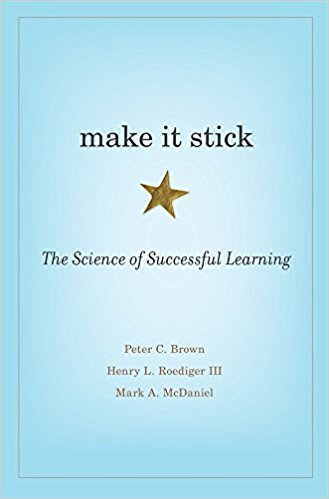 make it stick
The Science of Successful Learning
Peter C. Brown
Henry L. Roediger III
Mark A. McDaniel